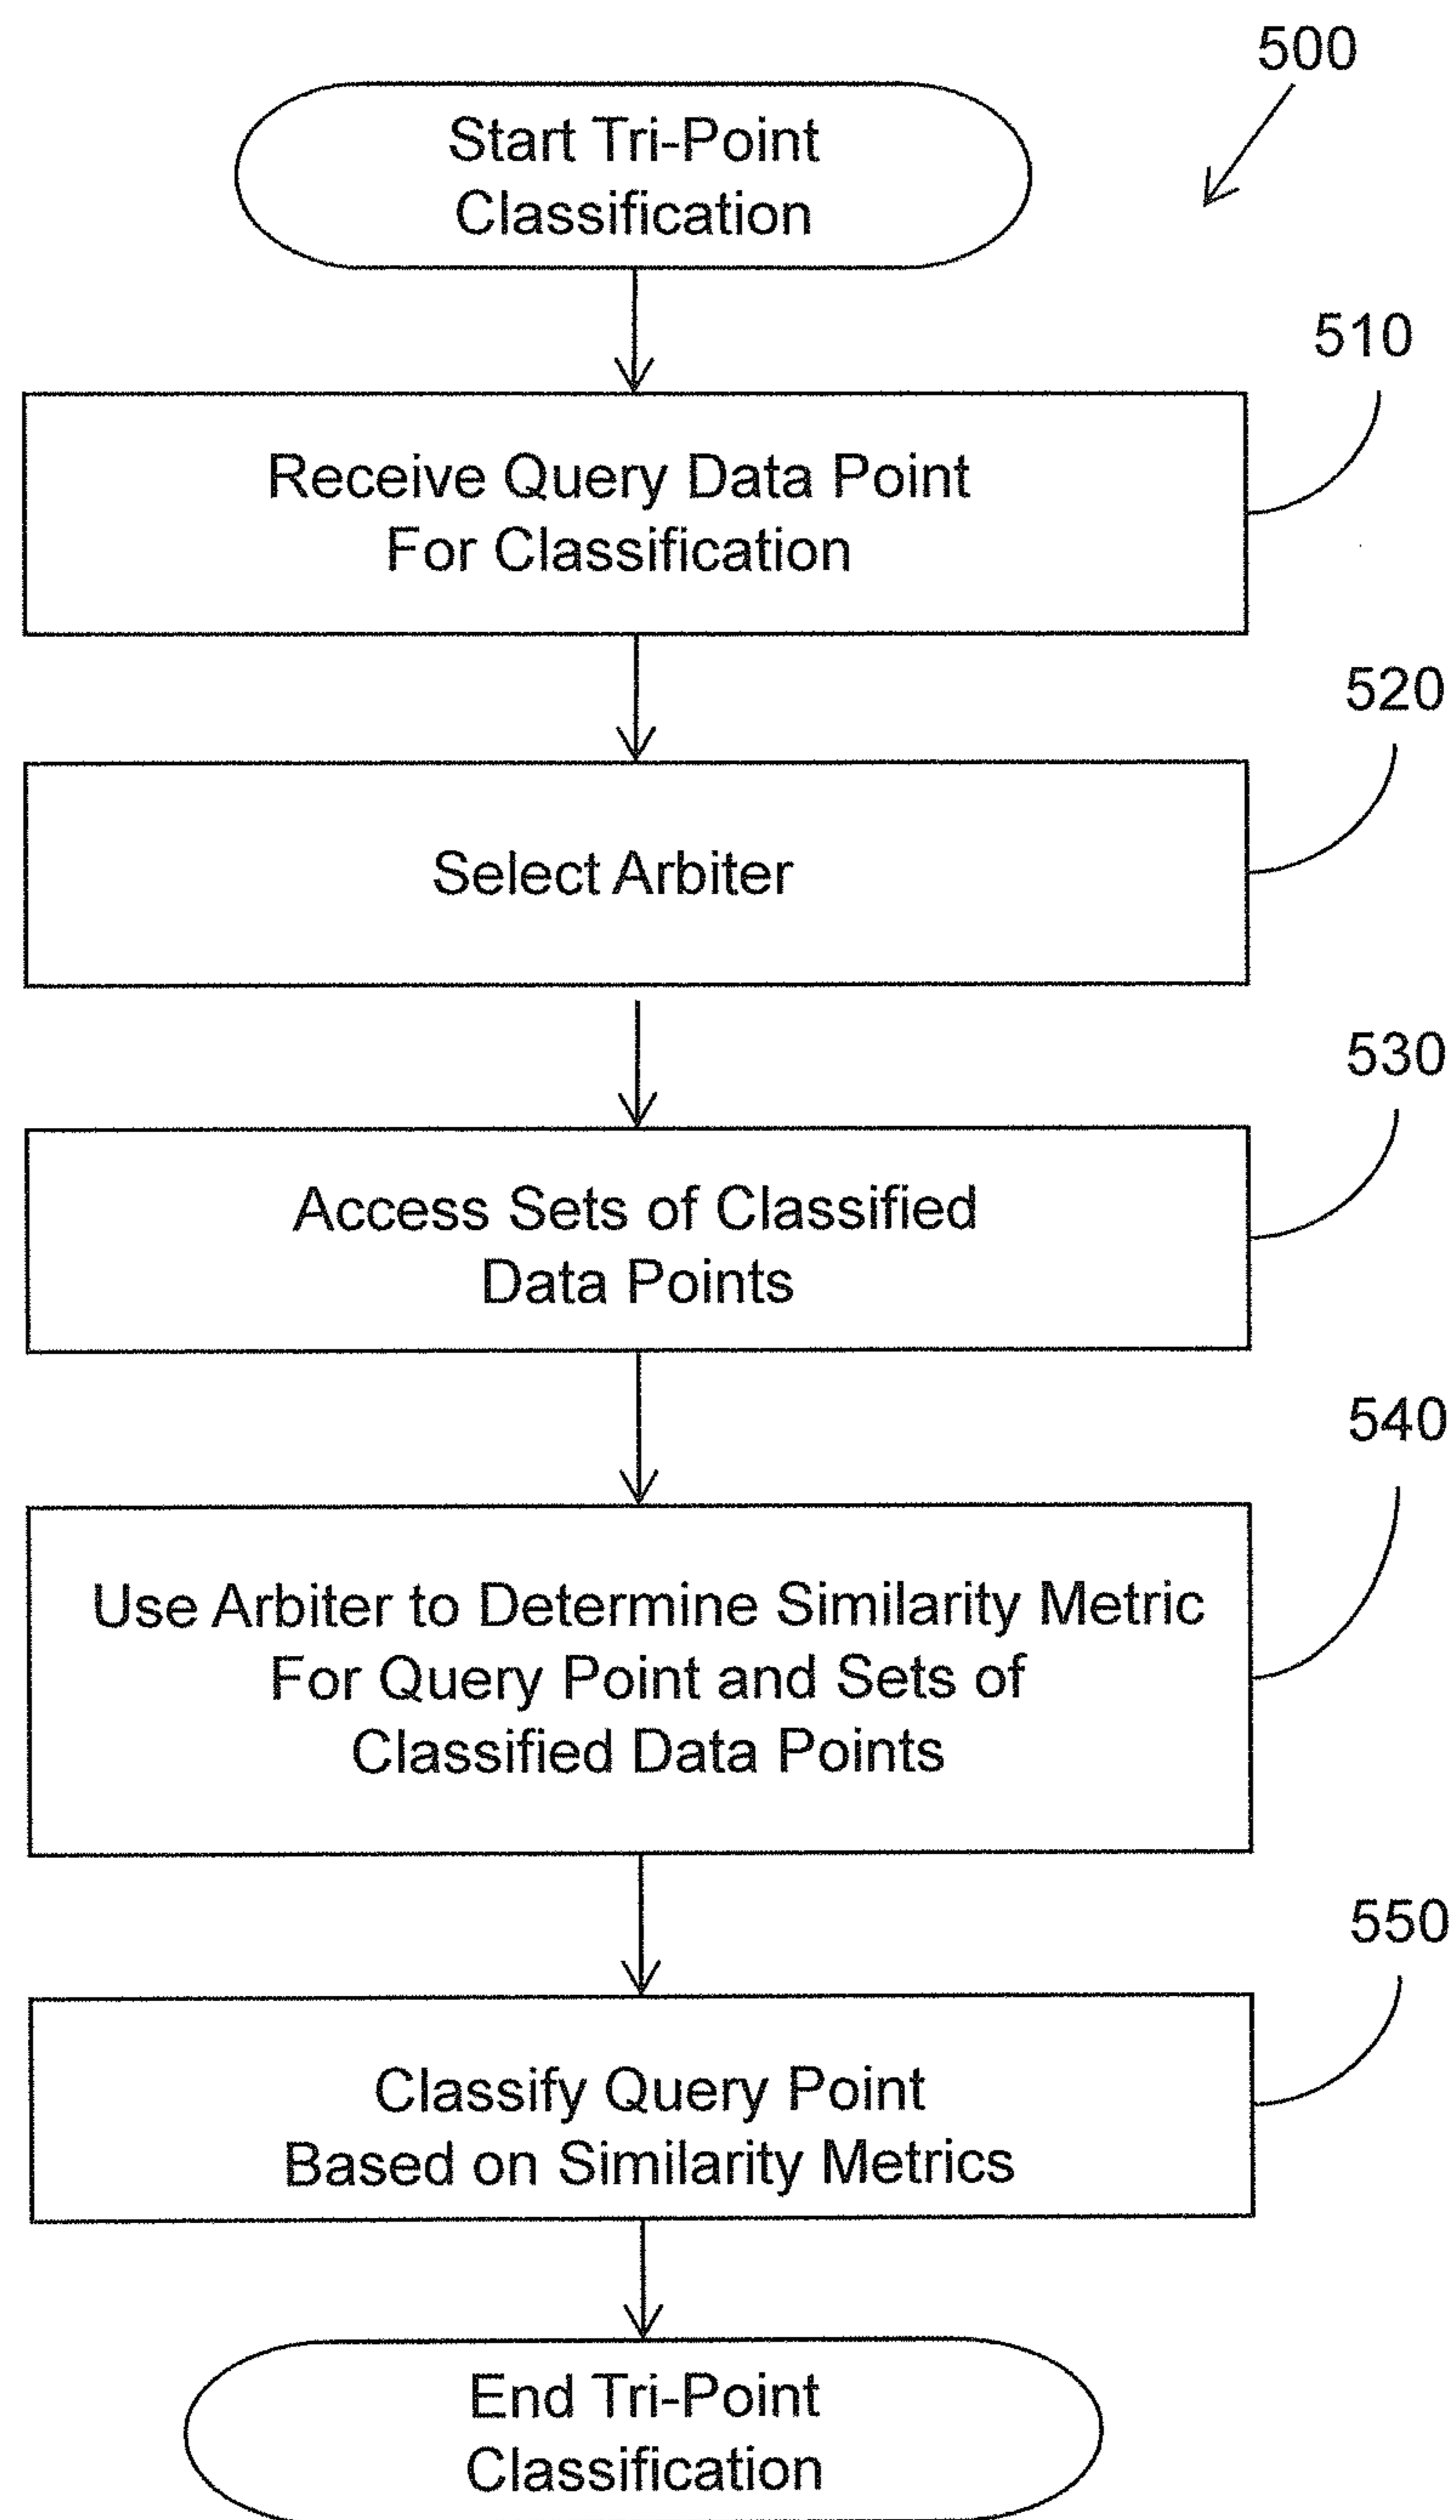 500
Start Tri-Point
Classification
510
Receive Query Data Point
For Classification
520
Select Arbiter
530
Access Sets of Classified
Data Points
540
Use Arbiter to Determine Similarity Metric
For Query Point and Sets of
Classified Data Points
550
Classify Query Point
Based on Similarity Metrics
End Tri-Point
Classification